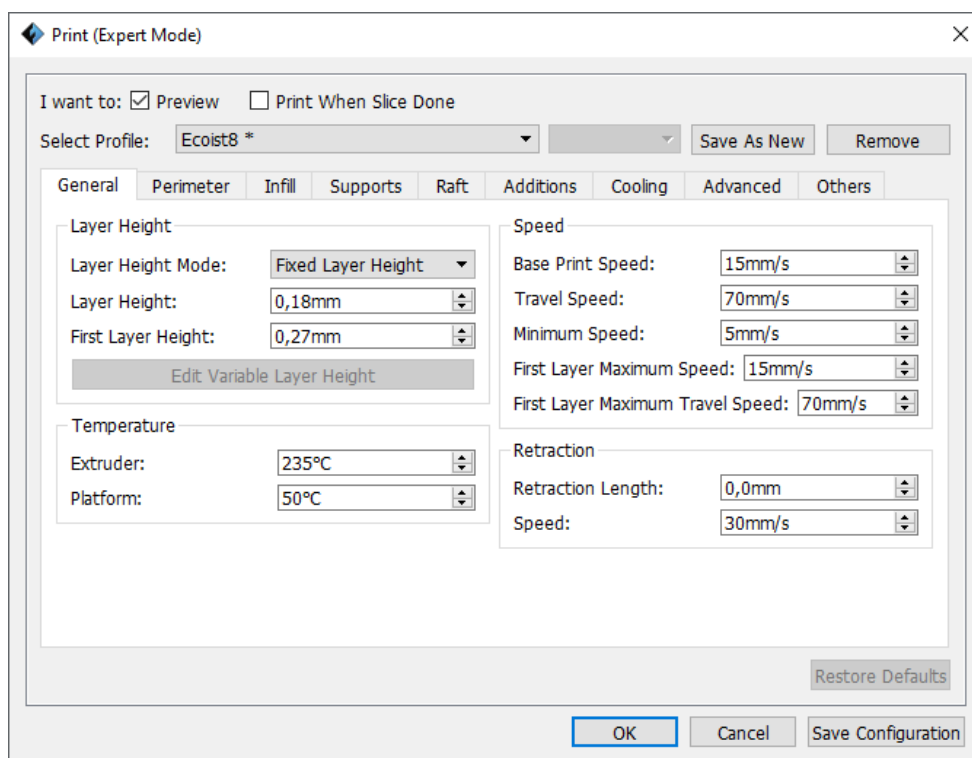 Print (Expert Mode)
I want to: Preview Print When Slice Done
Select Profile: Ecoist8 * Save As New Remove
General Perimeter Infill Supports Raft Additions Cooling Advanced Others
Layer Height
Layer Height Mode: Fixed Layer Height
Layer Height: 0,18mm
First Layer Height: 0,27mm
Edit Variable Layer Height
Temperature
Extruder: 235°C
Platform: 50°C
Speed
Base Print Speed: 15mm/s
Travel Speed: 70mm/s
Minimum Speed: 5mm/s
First Layer Maximum Speed: 15mm/s
First Layer Maximum Travel Speed: 70mm/s
Retraction
Retraction Length: 0,0mm
Speed: 30mm/s
Restore Defaults
OK Cancel Save Configuration